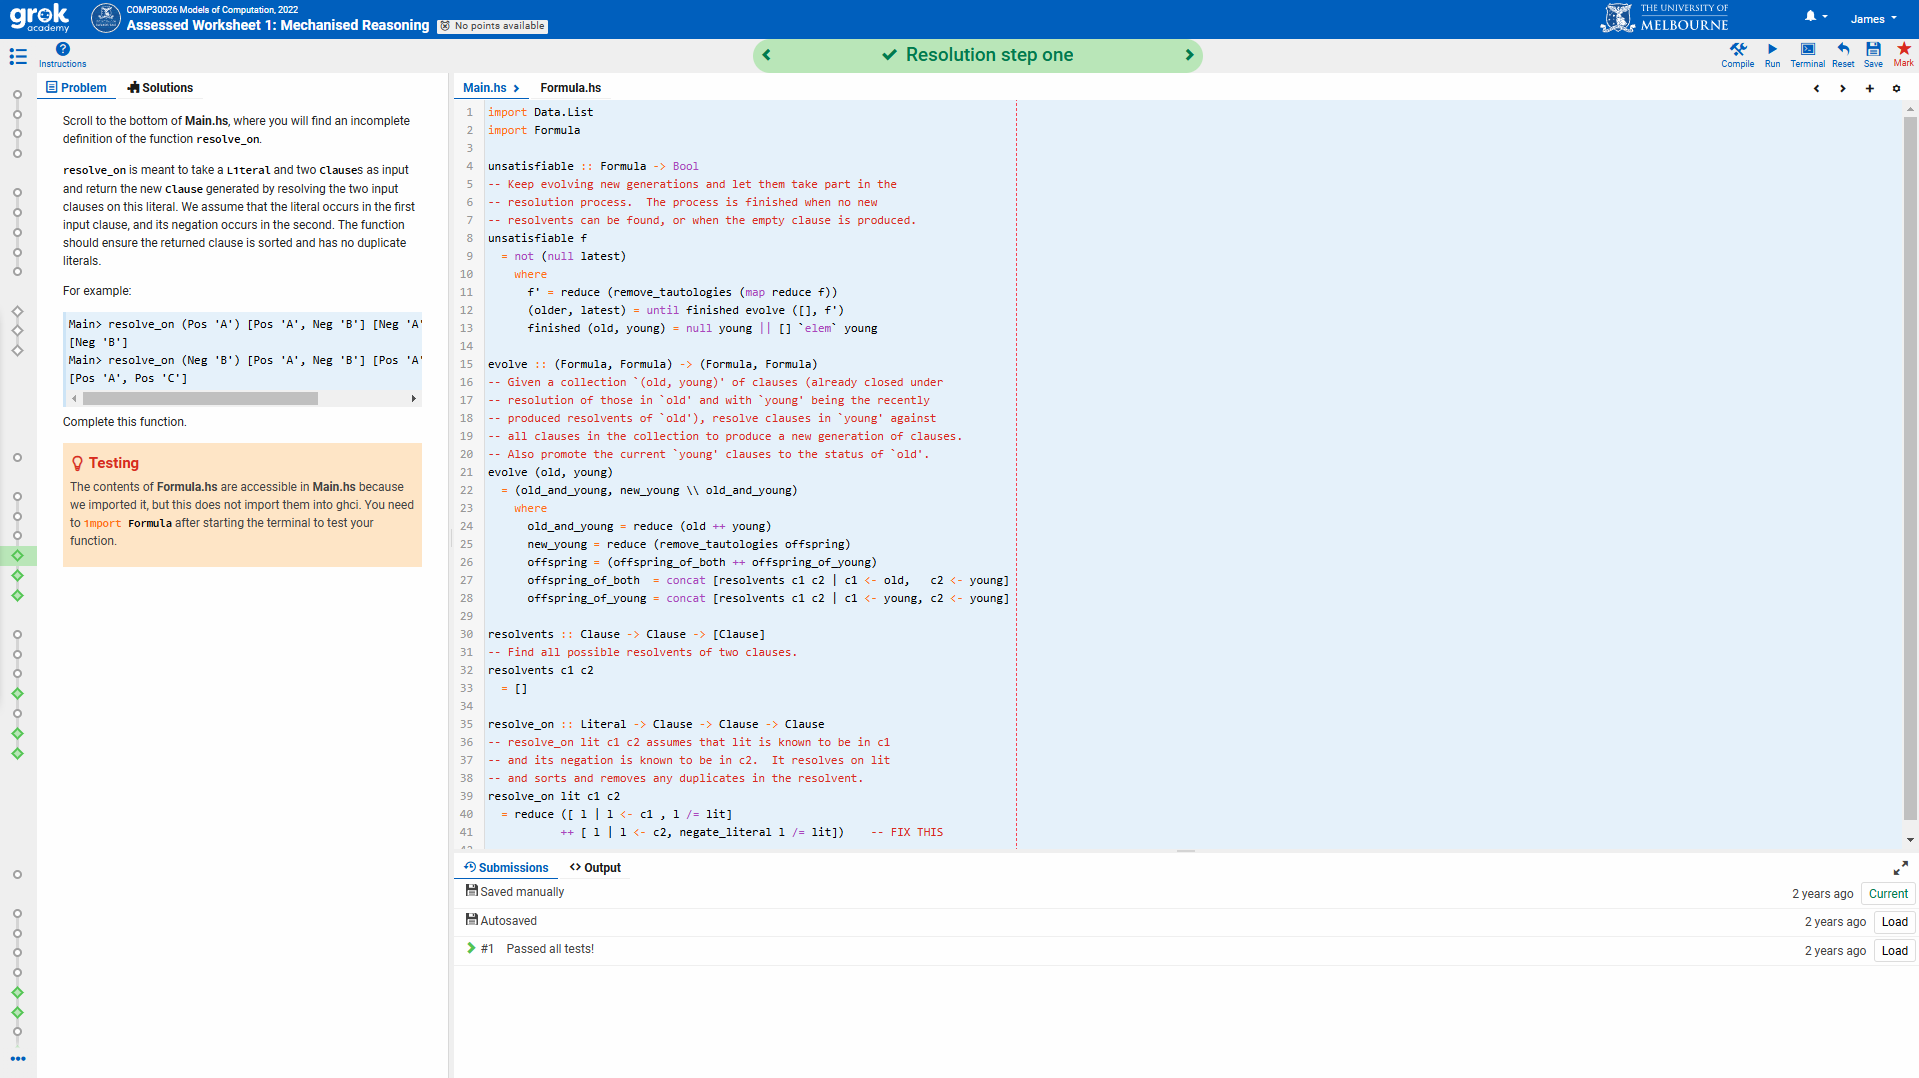 grok
academy
COMP30026 Models of Computation, 2022
Assessed Worksheet 1: Mechanised Reasoning
No points available
THE UNIVERSITY OF
MELBOURNE
James
Instructions
Resolution step one
Compile
Run
Terminal
Reset
Save
Mark
Problem
Solutions
Scroll to the bottom of Main.hs, where you will find an incomplete
definition of the function resolve_on.
resolve_on is meant to take a Literal and two Clauses as input
and return the new Clause generated by resolving the two input
clauses on this literal. We assume that the literal occurs in the first
input clause, and its negation occurs in the second. The function
should ensure the returned clause is sorted and has no duplicate
literals.
For example:
Main> resolve_on (Pos 'A') [Pos 'A', Neg 'B'] [Neg 'A'
[Neg 'B']
Main> resolve_on (Neg 'B') [Pos 'A', Neg 'B'] [Pos 'A'
[Pos 'A', Pos 'C']
Complete this function.
Testing
The contents of Formula.hs are accessible in Main.hs because
we imported it, but this does not import them into ghci. You need
to import Formula after starting the terminal to test your
function.
Main.hs
Formula.hs
1 import Data.List
2 import Formula
3
4 unsatisfiable :: Formula -> Bool
5 -- Keep evolving new generations and let them take part in the
6 -- resolution process.  The process is finished when no new
7 -- resolvents can be found, or when the empty clause is produced.
8 unsatisfiable f
9   = not (null latest)
10     where
11       f' = reduce (remove_tautologies (map reduce f))
12       (older, latest) = until finished evolve ([], f')
13       finished (old, young) = null young || [] `elem` young
14
15 evolve :: (Formula, Formula) -> (Formula, Formula)
16 -- Given a collection `(old, young)' of clauses (already closed under
17 -- resolution of those in `old' and with `young' being the recently
18 -- produced resolvents of `old'), resolve clauses in `young' against
19 -- all clauses in the collection to produce a new generation of clauses.
20 -- Also promote the current `young' clauses to the status of `old'.
21 evolve (old, young)
22   = (old_and_young, new_young \\ old_and_young)
23     where
24       old_and_young = reduce (old ++ young)
25       new_young = reduce (remove_tautologies offspring)
26       offspring = (offspring_of_both ++ offspring_of_young)
27       offspring_of_both  = concat [resolvents c1 c2 | c1 <- old,   c2 <- young]
28       offspring_of_young = concat [resolvents c1 c2 | c1 <- young, c2 <- young]
29
30 resolvents :: Clause -> Clause -> [Clause]
31 -- Find all possible resolvents of two clauses.
32 resolvents c1 c2
33   = []
34
35 resolve_on :: Literal -> Clause -> Clause -> Clause
36 -- resolve_on lit c1 c2 assumes that lit is known to be in c1
37 -- and its negation is known to be in c2.  It resolves on lit
38 -- and sorts and removes any duplicates in the resolvent.
39 resolve_on lit c1 c2
40   = reduce ([ l | l <- c1 , l /= lit]
41            ++ [ l | l <- c2, negate_literal l /= lit])    -- FIX THIS
Submissions
Output
Saved manually 2 years ago Current
Autosaved 2 years ago Load
#1 Passed all tests! 2 years ago Load